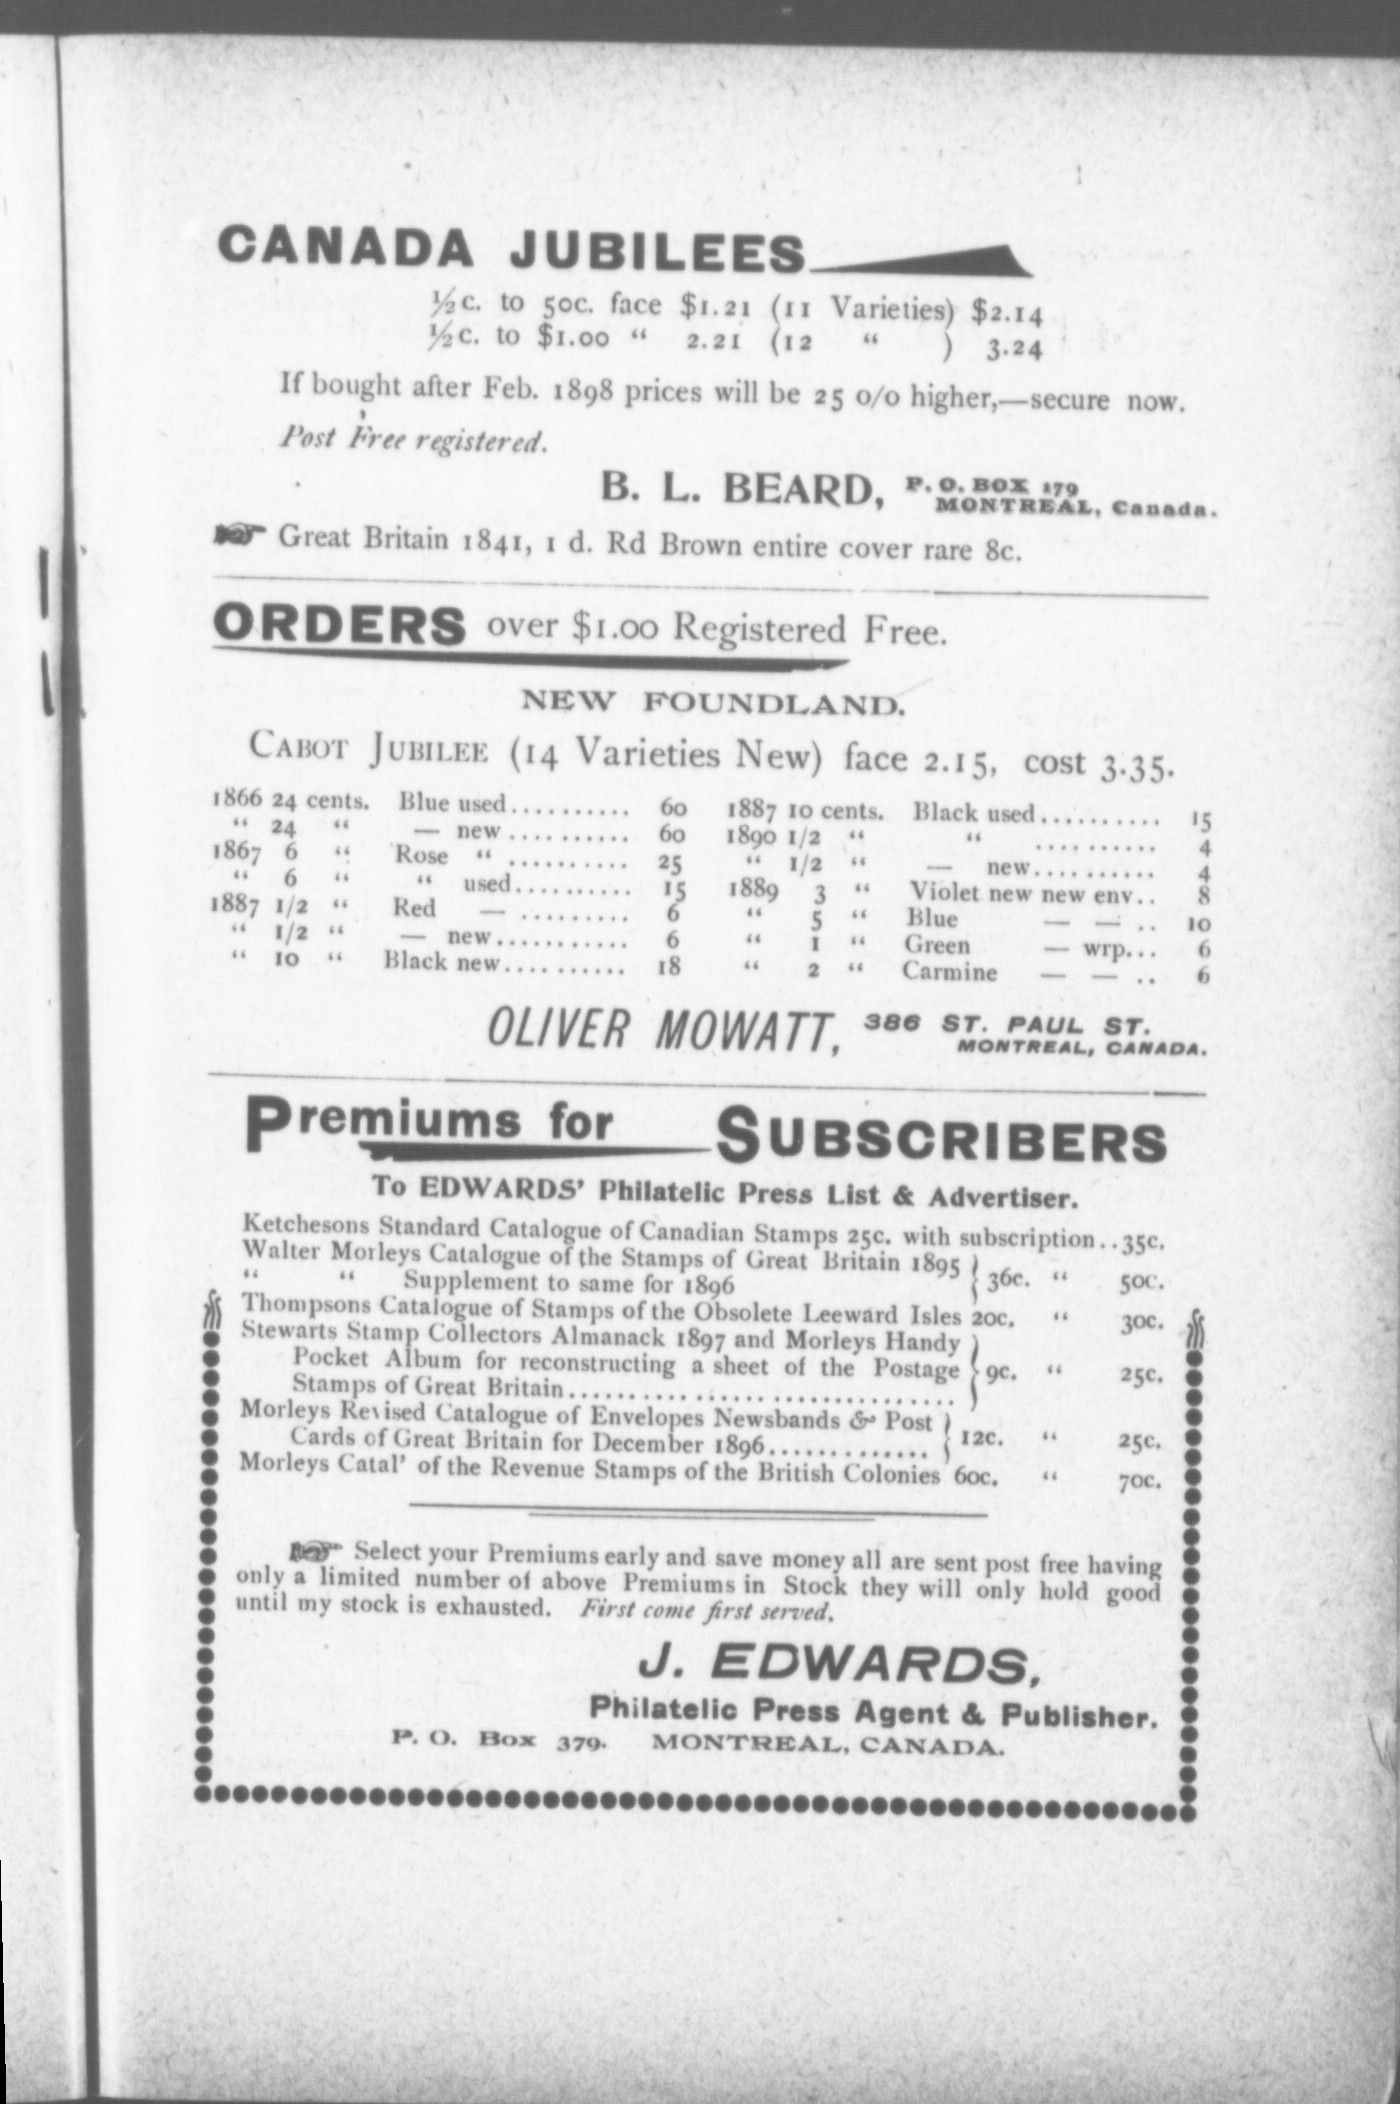 CANADA JUBILEES
½c. to 50c. face $1.21 (11 Varieties) $2.14
½c. to $1.00 “ 2.21 (12 “ ) 3.24
If bought after Feb. 1898 prices will be 25 o/o higher,—secure now.
Post Free registered.
B. L. BEARD, P. O. BOX 179
MONTREAL, Canada.
☞ Great Britain 1841, 1 d. Rd Brown entire cover rare 8c.
ORDERS over $1.00 Registered Free.
NEW FOUNDLAND.
CABOT JUBILEE (14 Varieties New) face 2.15, cost 3.35.
1866 24 cents. Blue used.......... 60
“ 24 “ — new .......... 60
1867 6 “ Rose “ .......... 25
“ 6 “ “ used.......... 15
1887 1/2 “ Red — ......... 6
“ 1/2 “ — new........... 6
“ 10 “ Black new.......... 18
1887 10 cents. Black used.......... 15
1890 1/2 “ “ .......... 4
“ 1/2 “ — new.......... 4
1889 3 “ Violet new new env.. 8
“ 5 “ Blue — — .. 10
“ 1 “ Green — wrp... 6
“ 2 “ Carmine — — .. 6
OLIVER MOWATT, 386 ST. PAUL ST.
MONTREAL, CANADA.
Premiums for SUBSCRIBERS
To EDWARDS’ Philatelic Press List & Advertiser.
Ketchesons Standard Catalogue of Canadian Stamps 25c. with subscription..35c.
Walter Morleys Catalogue of the Stamps of Great Britain 1895 } 36c. “ 50c.
“ “ Supplement to same for 1896
Thompsons Catalogue of Stamps of the Obsolete Leeward Isles 20c. “ 30c.
Stewarts Stamp Collectors Almanack 1897 and Morleys Handy
Pocket Album for reconstructing a sheet of the Postage } 9c. “ 25c.
Stamps of Great Britain................................
Morleys Revised Catalogue of Envelopes Newsbands & Post
Cards of Great Britain for December 1896............. } 12c. “ 25c.
Morleys Catal’ of the Revenue Stamps of the British Colonies 60c. “ 70c.
☞ Select your Premiums early and save money all are sent post free having
only a limited number of above Premiums in Stock they will only hold good
until my stock is exhausted. First come first served.
J. EDWARDS,
Philatelic Press Agent & Publisher.
P. O. Box 379. MONTREAL, CANADA.